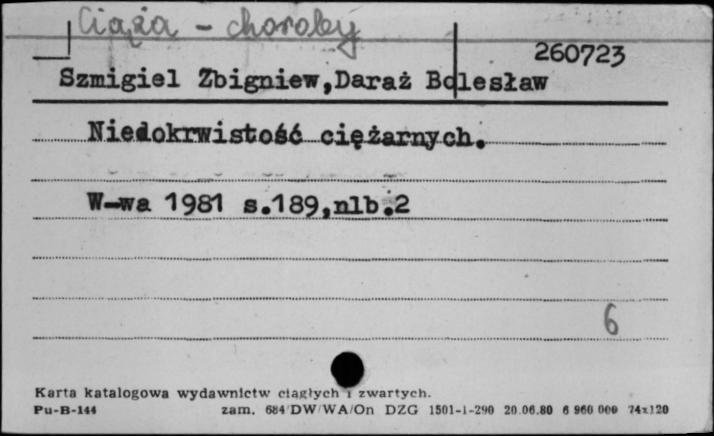 Ciąża - choroby
260723
Szmigiel Zbigniew,Daraż Bolesław
Niedokrwistość ciężarnych.
W-wa 1981 s.189,nlb.2
6
Karta katalogowa wydawnictw ciągłych i zwartych.
Pu-B-144 zam. 684/DW/WA/On DZG 1501-1-290 20.06.80 6 960 000 74x120